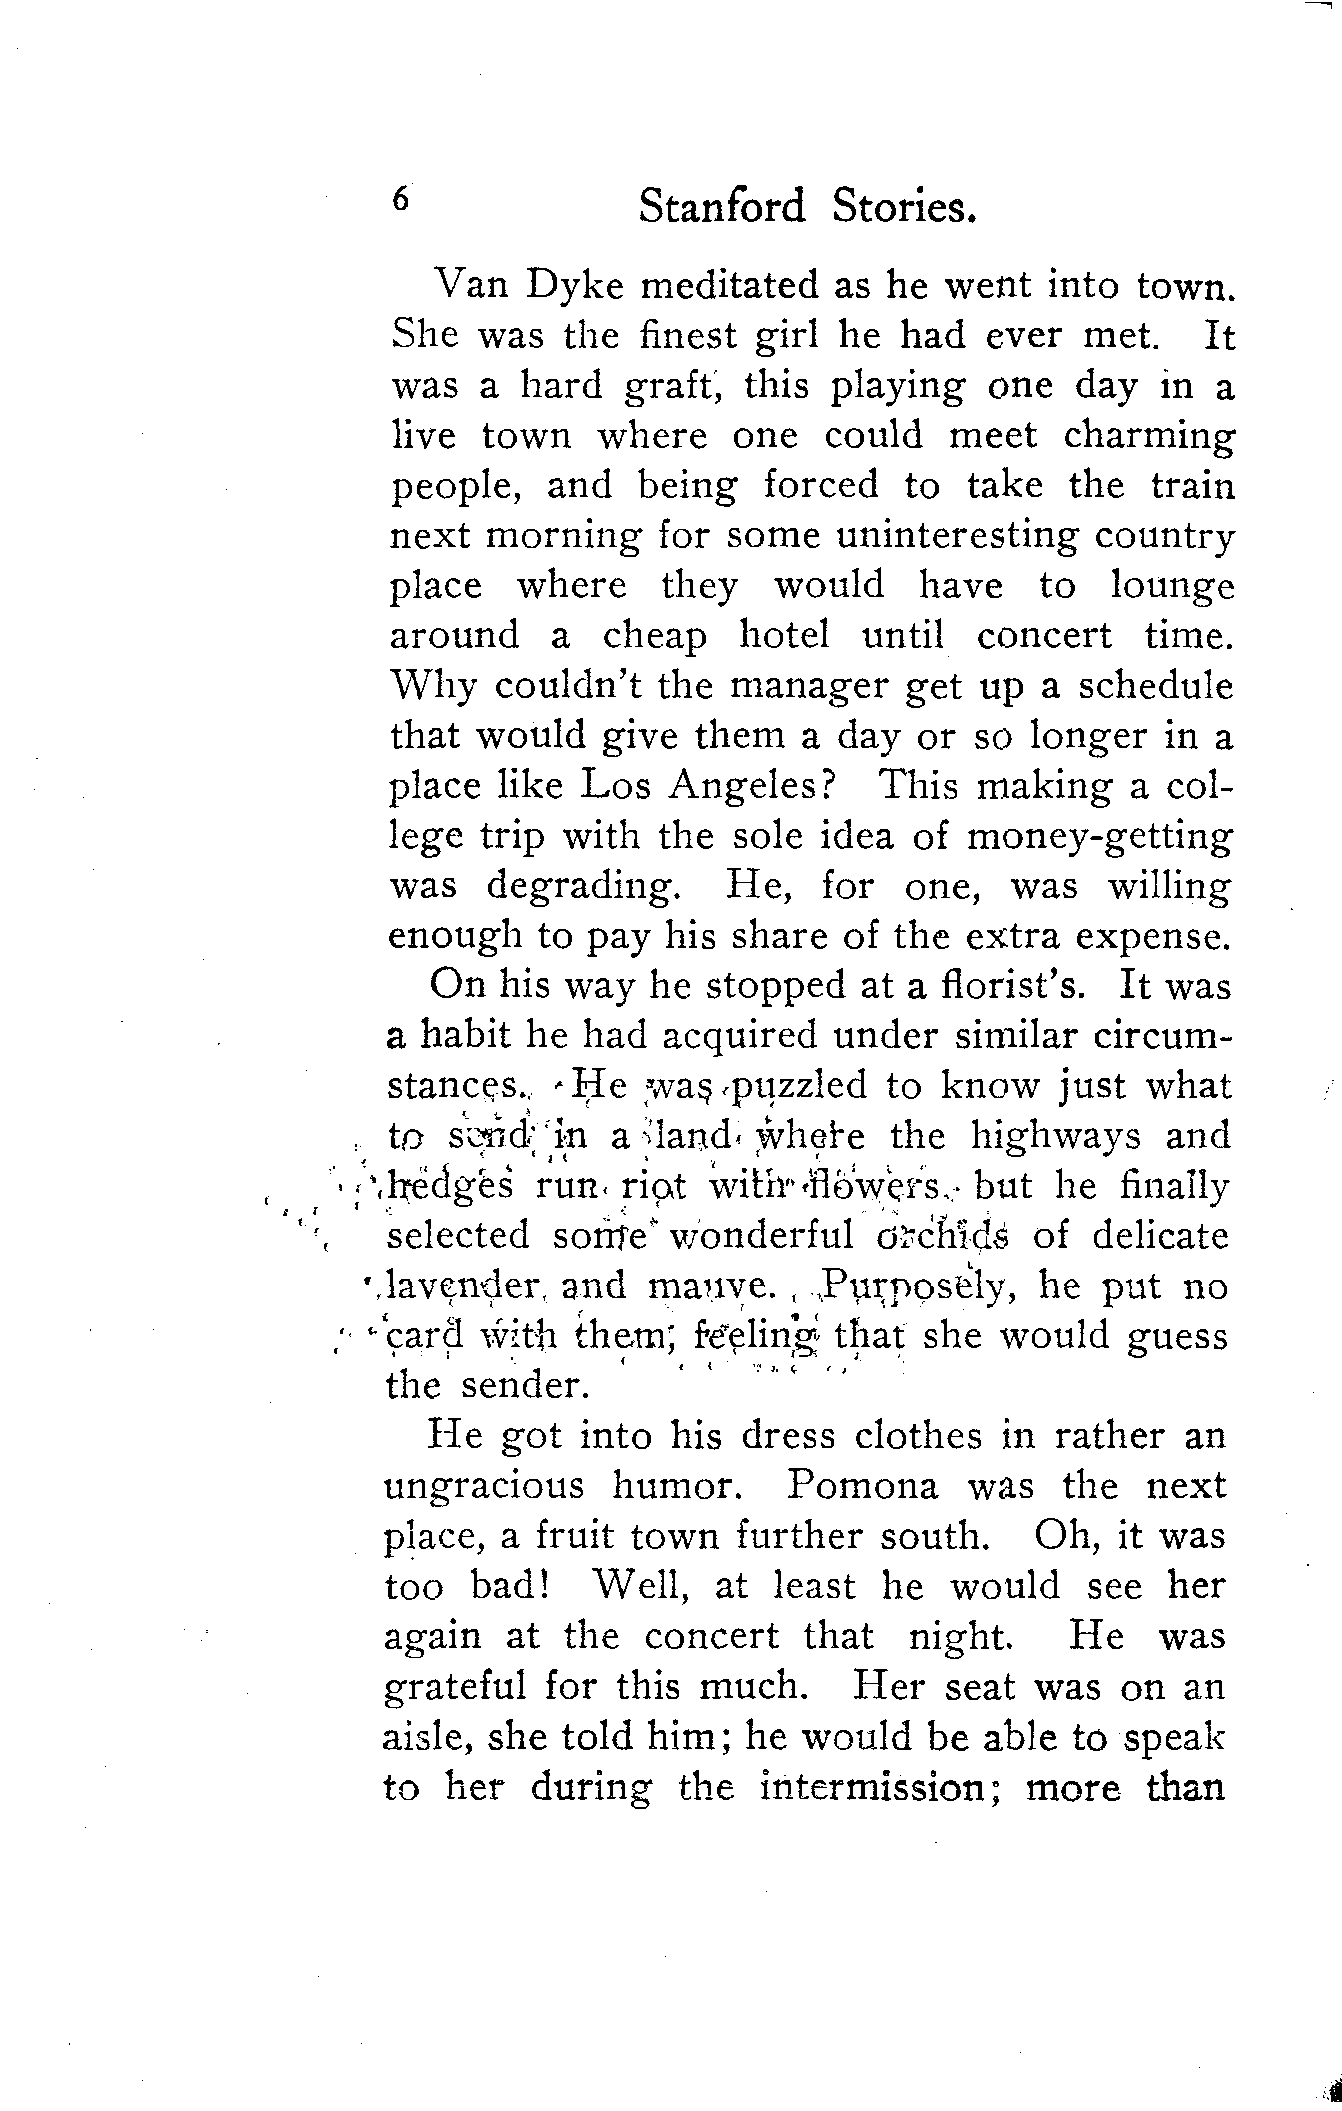 6 Stanford Stories.
Van Dyke meditated as he went into town.
She was the finest girl he had ever met. It
was a hard graft, this playing one day in a
live town where one could meet charming
people, and being forced to take the train
next morning for some uninteresting country
place where they would have to lounge
around a cheap hotel until concert time.
Why couldn't the manager get up a schedule
that would give them a day or so longer in a
place like Los Angeles? This making a col-
lege trip with the sole idea of money-getting
was degrading. He, for one, was willing
enough to pay his share of the extra expense.
On his way he stopped at a florist's. It was
a habit he had acquired under similar circum-
stances. He was puzzled to know just what
to send in a land where the highways and
hedges run riot with flowers, but he finally
selected some wonderful orchids of delicate
lavender and mauve. Purposely, he put no
card with them, feeling that she would guess
the sender.
He got into his dress clothes in rather an
ungracious humor. Pomona was the next
place, a fruit town further south. Oh, it was
too bad! Well, at least he would see her
again at the concert that night. He was
grateful for this much. Her seat was on an
aisle, she told him; he would be able to speak
to her during the intermission; more than